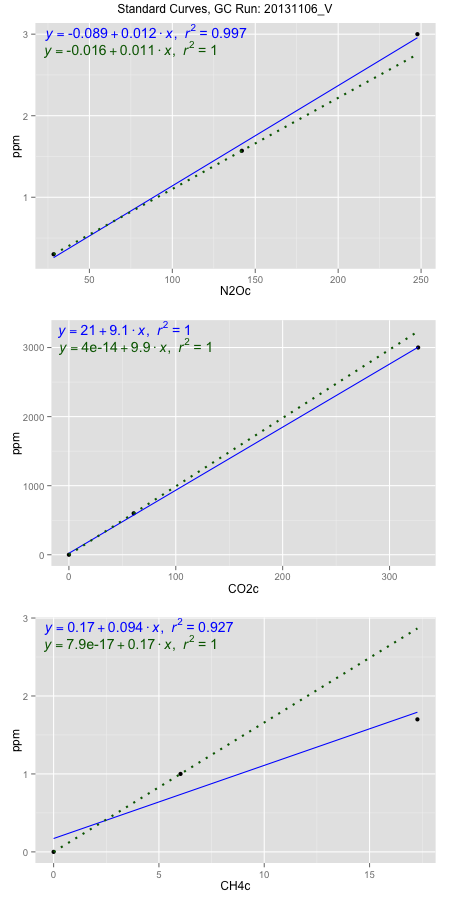 Standard Curves, GC Run: 20131106_V
y = -0.089 + 0.012 · x, r² = 0.997
y = -0.016 + 0.011 · x, r² = 1
3
2
1
ppm
50 100 150 200 250
N2Oc
y = 21 + 9.1 · x, r² = 1
y = 4e-14 + 9.9 · x, r² = 1
3000
2000
1000
0
ppm
0 100 200 300
CO2c
y = 0.17 + 0.094 · x, r² = 0.927
y = 7.9e-17 + 0.17 · x, r² = 1
3
2
1
0
ppm
0 5 10 15
CH4c